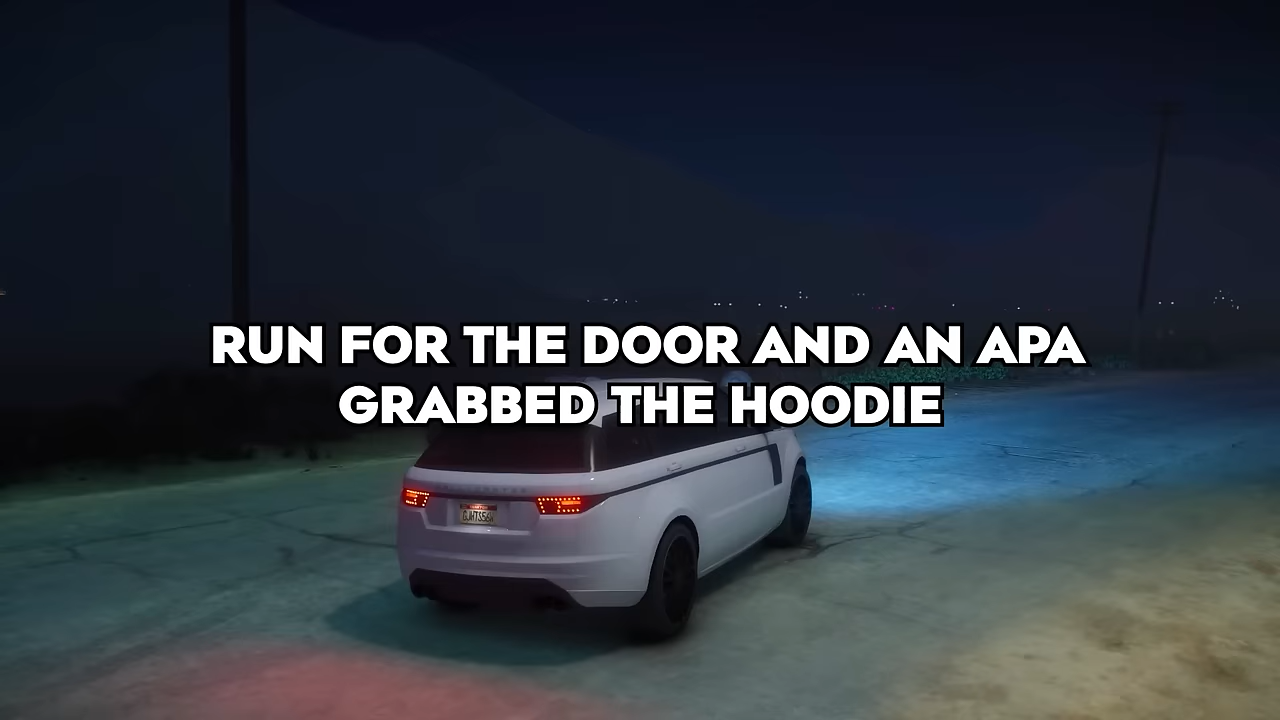 RUN FOR THE DOOR AND AN APA
GRABBED THE HOODIE